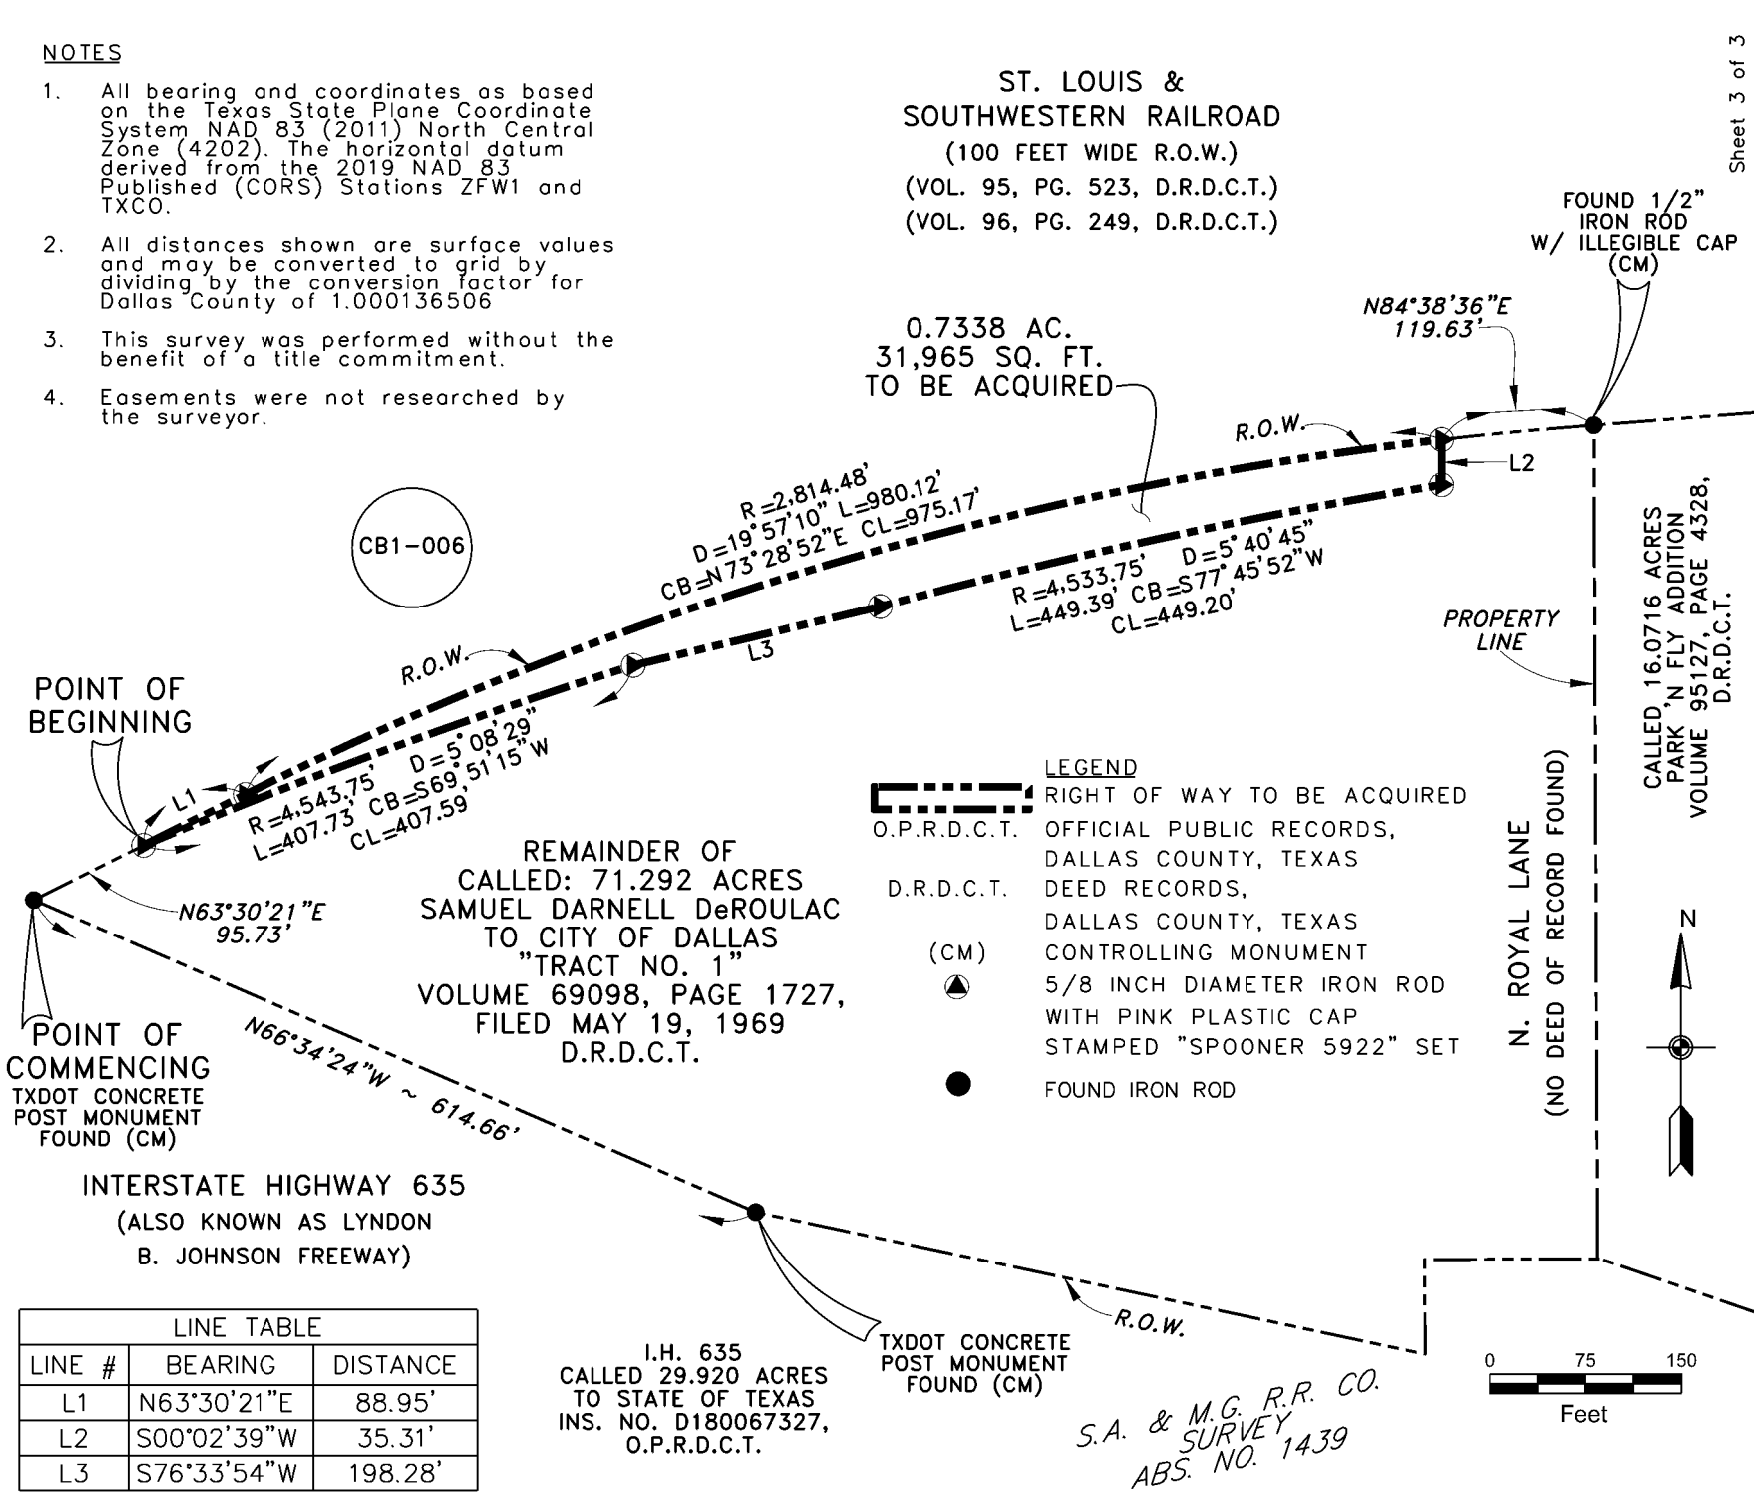 NOTES
1. All bearing and coordinates as based
on the Texas State Plane Coordinate
System NAD 83 (2011) North Central
Zone (4202). The horizontal datum
derived from the 2019 NAD 83
Published (CORS) Stations ZFW1 and
TXCO.
2. All distances shown are surface values
and may be converted to grid by
dividing by the conversion factor for
Dallas County of 1.000136506
3. This survey was performed without the
benefit of a title commitment.
4. Easements were not researched by
the surveyor.
ST. LOUIS &
SOUTHWESTERN RAILROAD
(100 FEET WIDE R.O.W.)
(VOL. 95, PG. 523, D.R.D.C.T.)
(VOL. 96, PG. 249, D.R.D.C.T.)
Sheet 3 of 3
FOUND 1/2"
IRON ROD
W/ ILLEGIBLE CAP
(CM)
N84°38'36"E
119.63'
0.7338 AC.
31,965 SQ. FT.
TO BE ACQUIRED
R.O.W.
L2
R=2,814.48'
D=19°57'10" L=980.12'
CB=N73°28'52"E CL=975.17'
CB1-006
R=4,533.75' D=5°40'45"
L=449.39' CB=S77°45'52"W
CL=449.20'
PROPERTY
LINE
CALLED 16.0716 ACRES
PARK 'N FLY ADDITION
VOLUME 95127, PAGE 4328,
D.R.D.C.T.
R.O.W.
L3
POINT OF
BEGINNING
L1
R=4,543.75' D=5°08'29"
L=407.73' CB=S69°51'15"W
CL=407.59'
N63°30'21"E
95.73'
REMAINDER OF
CALLED: 71.292 ACRES
SAMUEL DARNELL DeROULAC
TO CITY OF DALLAS
"TRACT NO. 1"
VOLUME 69098, PAGE 1727,
FILED MAY 19, 1969
D.R.D.C.T.
LEGEND
RIGHT OF WAY TO BE ACQUIRED
O.P.R.D.C.T. OFFICIAL PUBLIC RECORDS,
DALLAS COUNTY, TEXAS
D.R.D.C.T. DEED RECORDS,
DALLAS COUNTY, TEXAS
(CM) CONTROLLING MONUMENT
5/8 INCH DIAMETER IRON ROD
WITH PINK PLASTIC CAP
STAMPED "SPOONER 5922" SET
FOUND IRON ROD
N. ROYAL LANE
(NO DEED OF RECORD FOUND)
N
POINT OF
COMMENCING
TXDOT CONCRETE
POST MONUMENT
FOUND (CM)
N66°34'24"W ~ 614.66'
INTERSTATE HIGHWAY 635
(ALSO KNOWN AS LYNDON
B. JOHNSON FREEWAY)
R.O.W.
TXDOT CONCRETE
POST MONUMENT
FOUND (CM)
I.H. 635
CALLED 29.920 ACRES
TO STATE OF TEXAS
INS. NO. D180067327,
O.P.R.D.C.T.
S.A. & M.G. R.R. CO.
SURVEY
ABS. NO. 1439
0 75 150
Feet
LINE TABLE
LINE # BEARING DISTANCE
L1 N63°30'21"E 88.95'
L2 S00°02'39"W 35.31'
L3 S76°33'54"W 198.28'